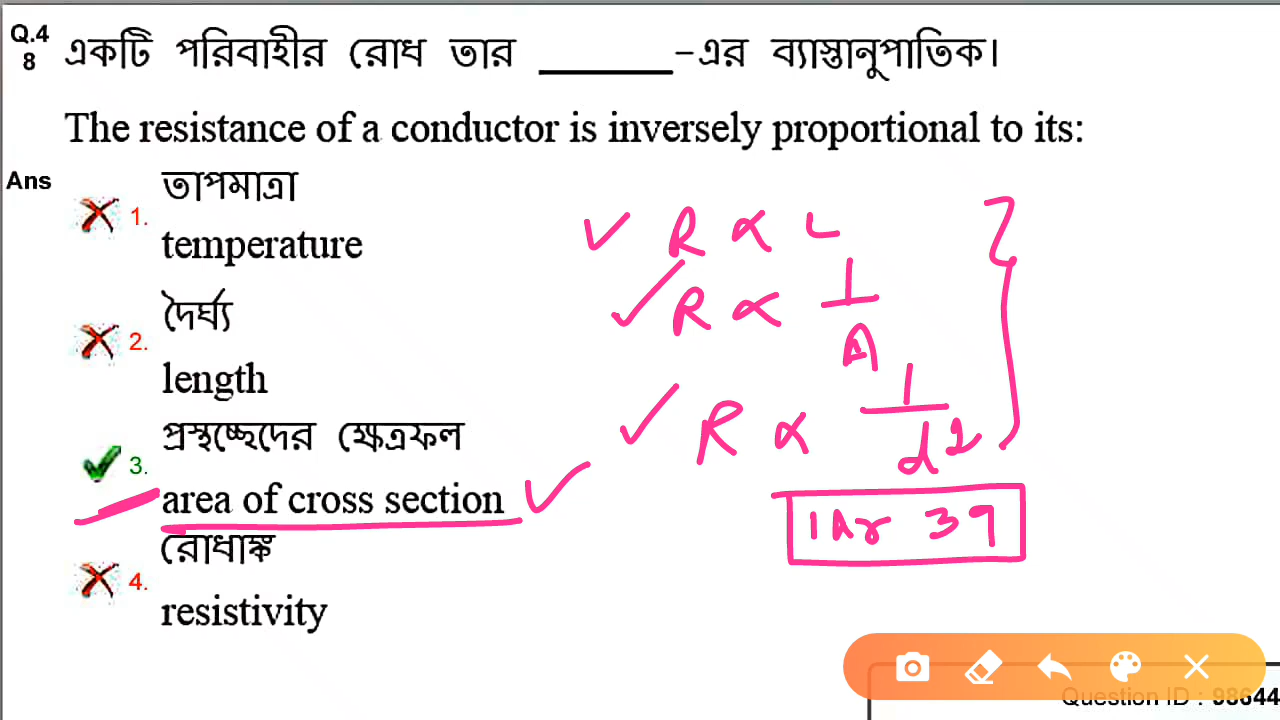 Q.4
8
একটি পরিবাহীর রোধ তার ______-এর ব্যাস্তানুপাতিক।
The resistance of a conductor is inversely proportional to its:
Ans
1. তাপমাত্রা
temperature
2. দৈর্ঘ্য
length
3. প্রস্থচ্ছেদের ক্ষেত্রফল
area of cross section
4. রোধাঙ্ক
resistivity
R ∝ L
R ∝ 1/A
R ∝ 1/d2
Question ID : 98644